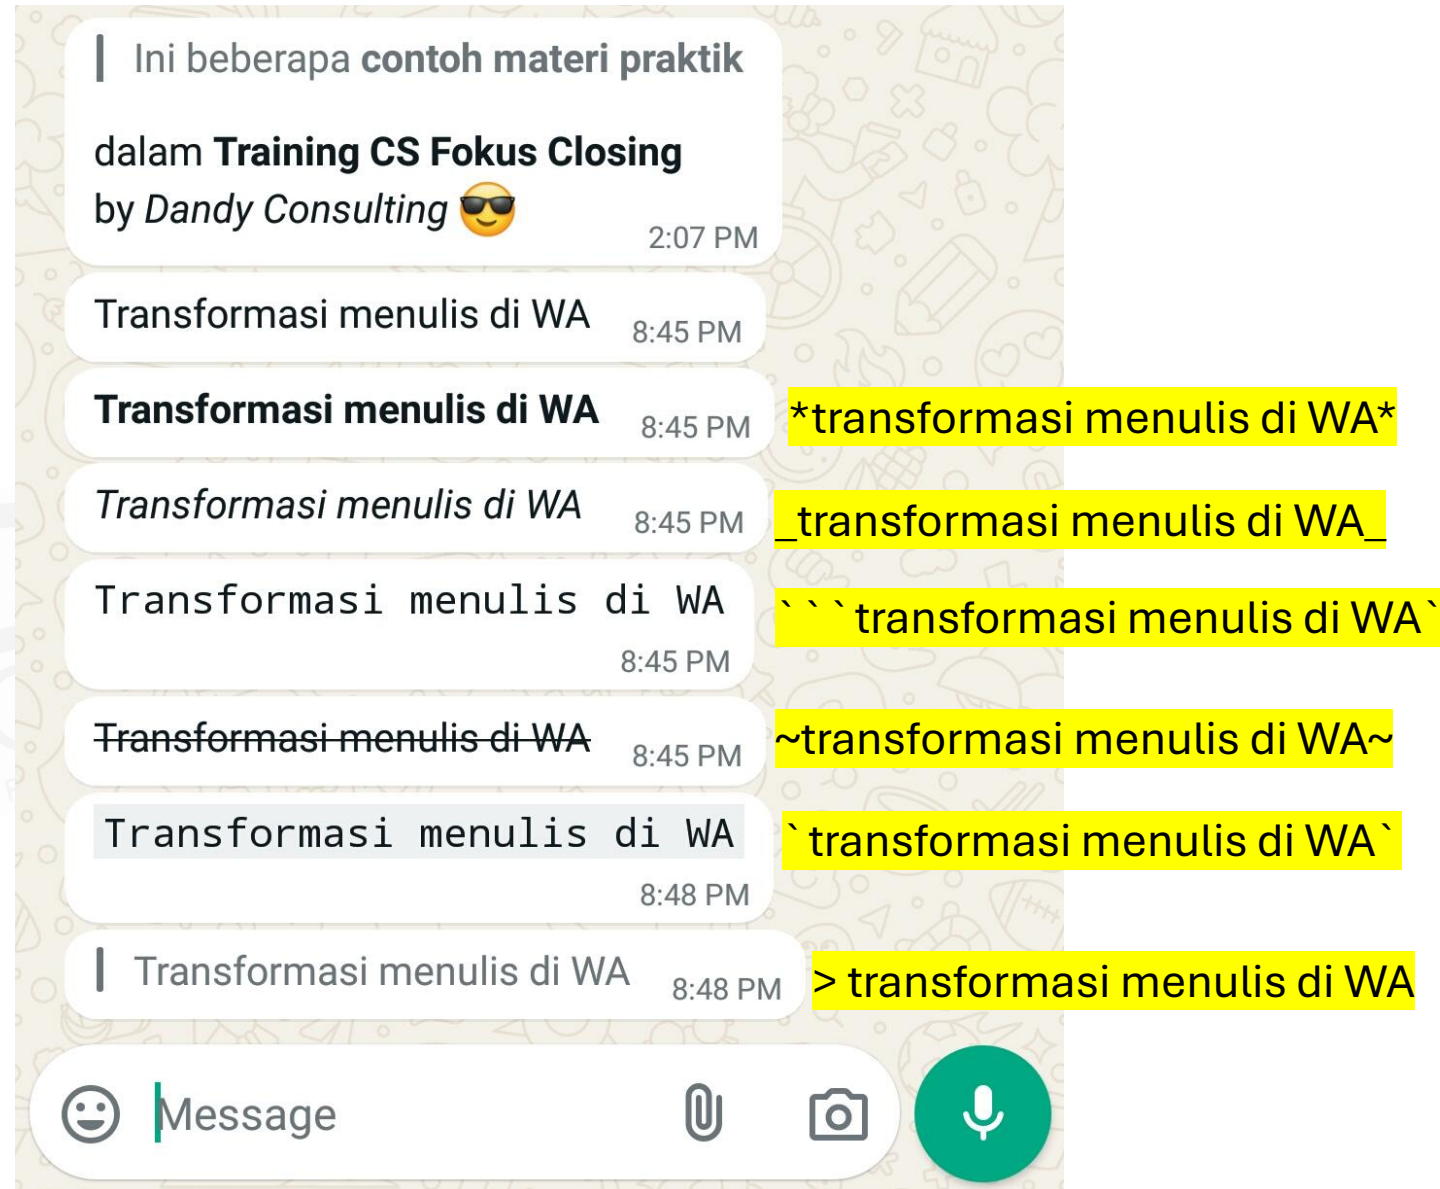 Ini beberapa contoh materi praktik
dalam Training CS Fokus Closing
by Dandy Consulting 😎
2:07 PM
Transformasi menulis di WA 8:45 PM
Transformasi menulis di WA 8:45 PM *transformasi menulis di WA*
Transformasi menulis di WA 8:45 PM _transformasi menulis di WA_
Transformasi menulis di WA ```transformasi menulis di WA`
8:45 PM
Transformasi menulis di WA 8:45 PM ~transformasi menulis di WA~
Transformasi menulis di WA `transformasi menulis di WA`
8:48 PM
Transformasi menulis di WA 8:48 PM > transformasi menulis di WA
Message